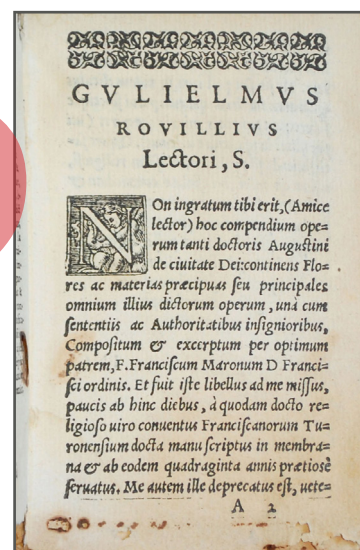 GVLIELMVS
ROVILLIVS
Lectori, S.
NOn ingratum tibi erit, (Amice
lector) hoc compendium ope=
rum tanti doctoris Augustini
de ciuitate Dei:continens Flo=
res ac materias præcipuas seu principales
omnium illius dictorum operum, unà cum
sententiis ac Authoritatibus insignioribus,
Compositum & excerptum per optimum
patrem, F. Franciscum Maronum D Franci=
sci ordinis. Et fuit iste libellus ad me missus,
paucis ab hinc diebus, à quodam docto re=
ligioso uiro conuentus Franciscanorum Tu=
ronensium docta manu scriptus in membra=
na & ab eodem quadraginta annis prætiosè
seruatus. Me autem ille deprecatus est, uete=
A 2